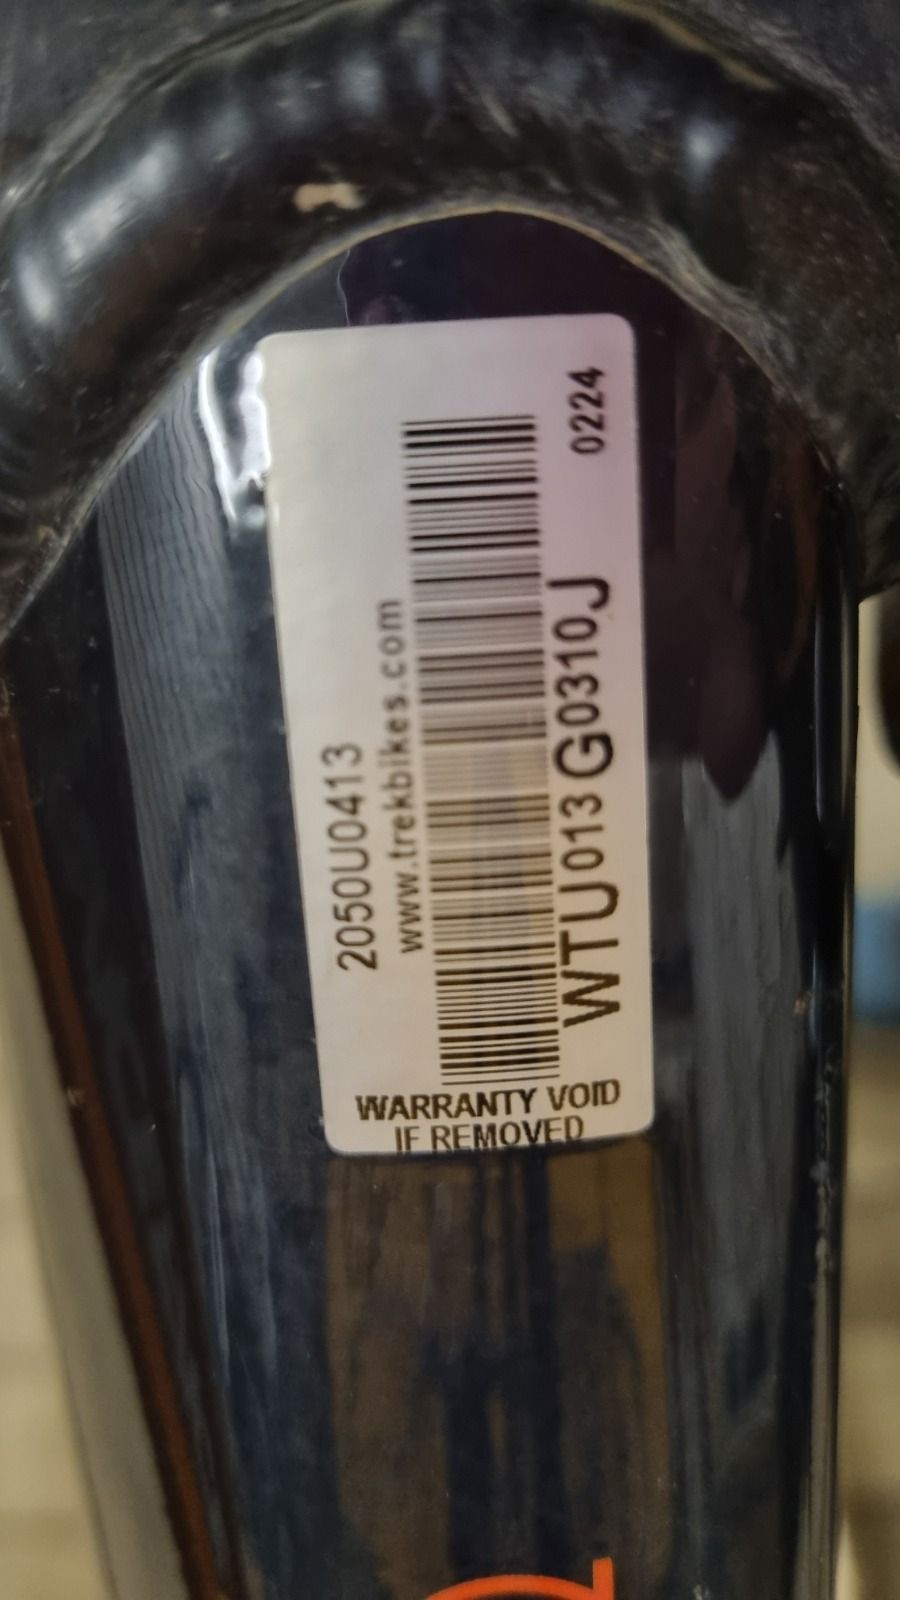 2050U0413
www.trekbikes.com
WTU013G0310J 0224
WARRANTY VOID
IF REMOVED